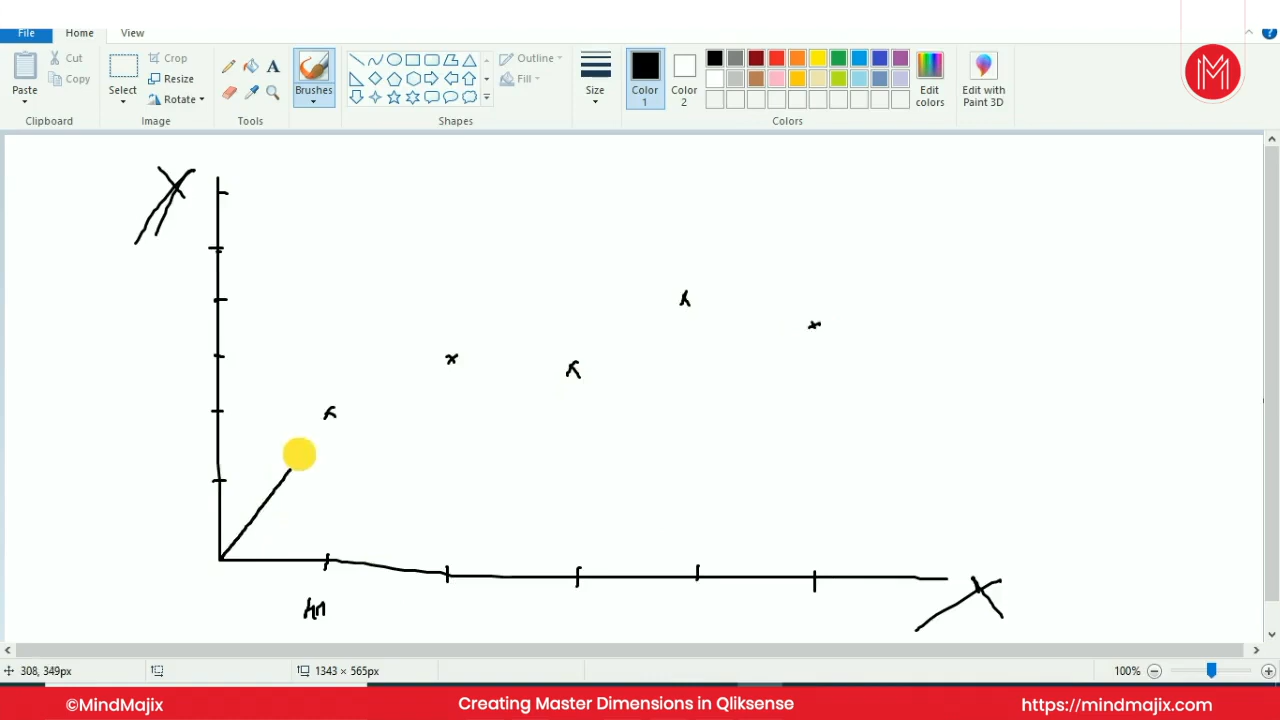 File Home View
Cut
Copy
Paste
Clipboard
Crop
Resize
Rotate
Select
Image
A
Tools
Brushes
Outline
Fill
Shapes
Size
Color 1
Color 2
Edit colors
Edit with Paint 3D
Colors
?
M
X
X
308, 349px
1343 × 565px
100%
©MindMajix
Creating Master Dimensions in Qliksense
https://mindmajix.com